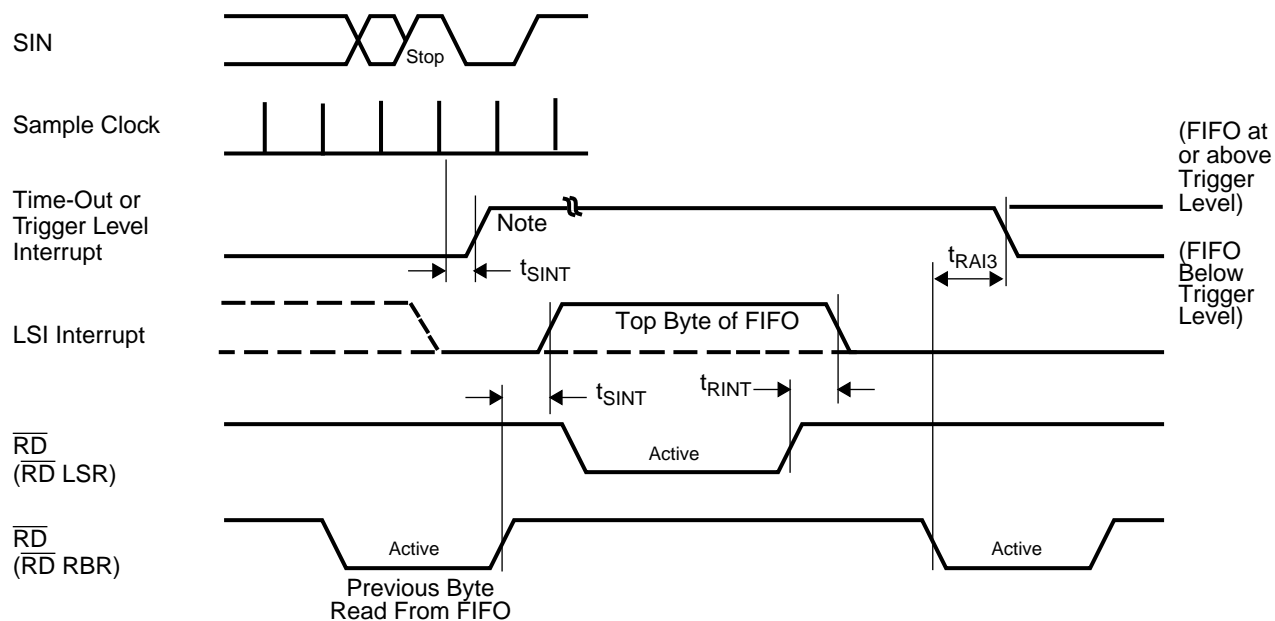 SIN
Stop
Sample Clock
(FIFO at
or above
Trigger
Level)
Time-Out or
Trigger Level
Interrupt
Note
tSINT
tRAI3
(FIFO
Below
Trigger
Level)
LSI Interrupt
Top Byte of FIFO
tSINT
tRINT
RD
(RD LSR)
Active
RD
(RD RBR)
Active
Active
Previous Byte
Read From FIFO